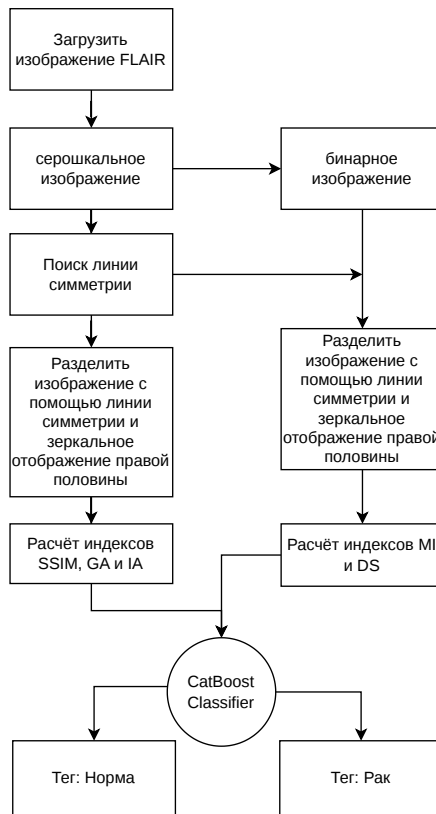 Загрузить
изображение FLAIR
серошкальное
изображение
бинарное
изображение
Поиск линии
симметрии
Разделить
изображение с
помощью линии
симметрии и
зеркальное
отображение правой
половины
Разделить
изображение с
помощью линии
симметрии и
зеркальное
отображение правой
половины
Расчёт индексов
SSIM, GA и IA
Расчёт индексов MI
и DS
CatBoost
Classifier
Тег: Норма
Тег: Рак